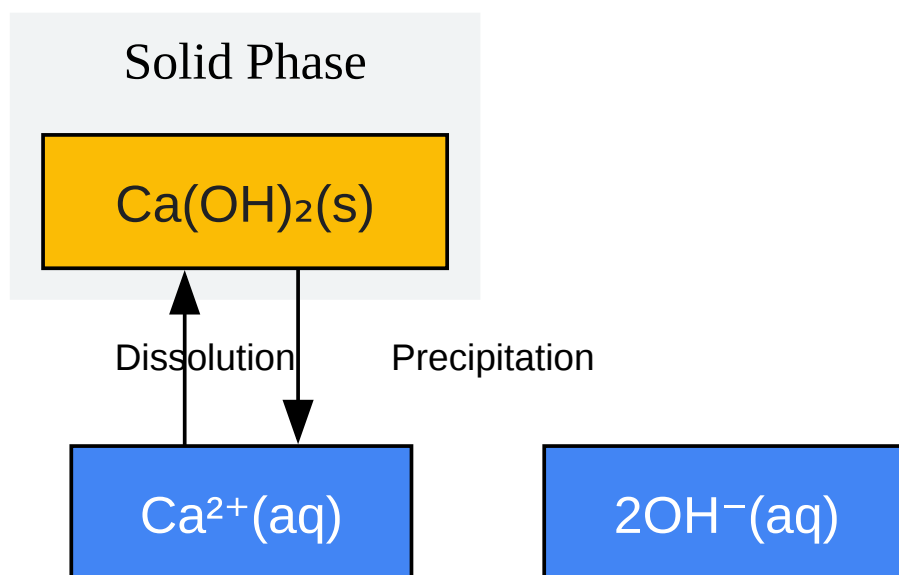 Solid Phase
Ca(OH)₂(s)
Dissolution
Precipitation
Ca²⁺(aq)
2OH⁻(aq)